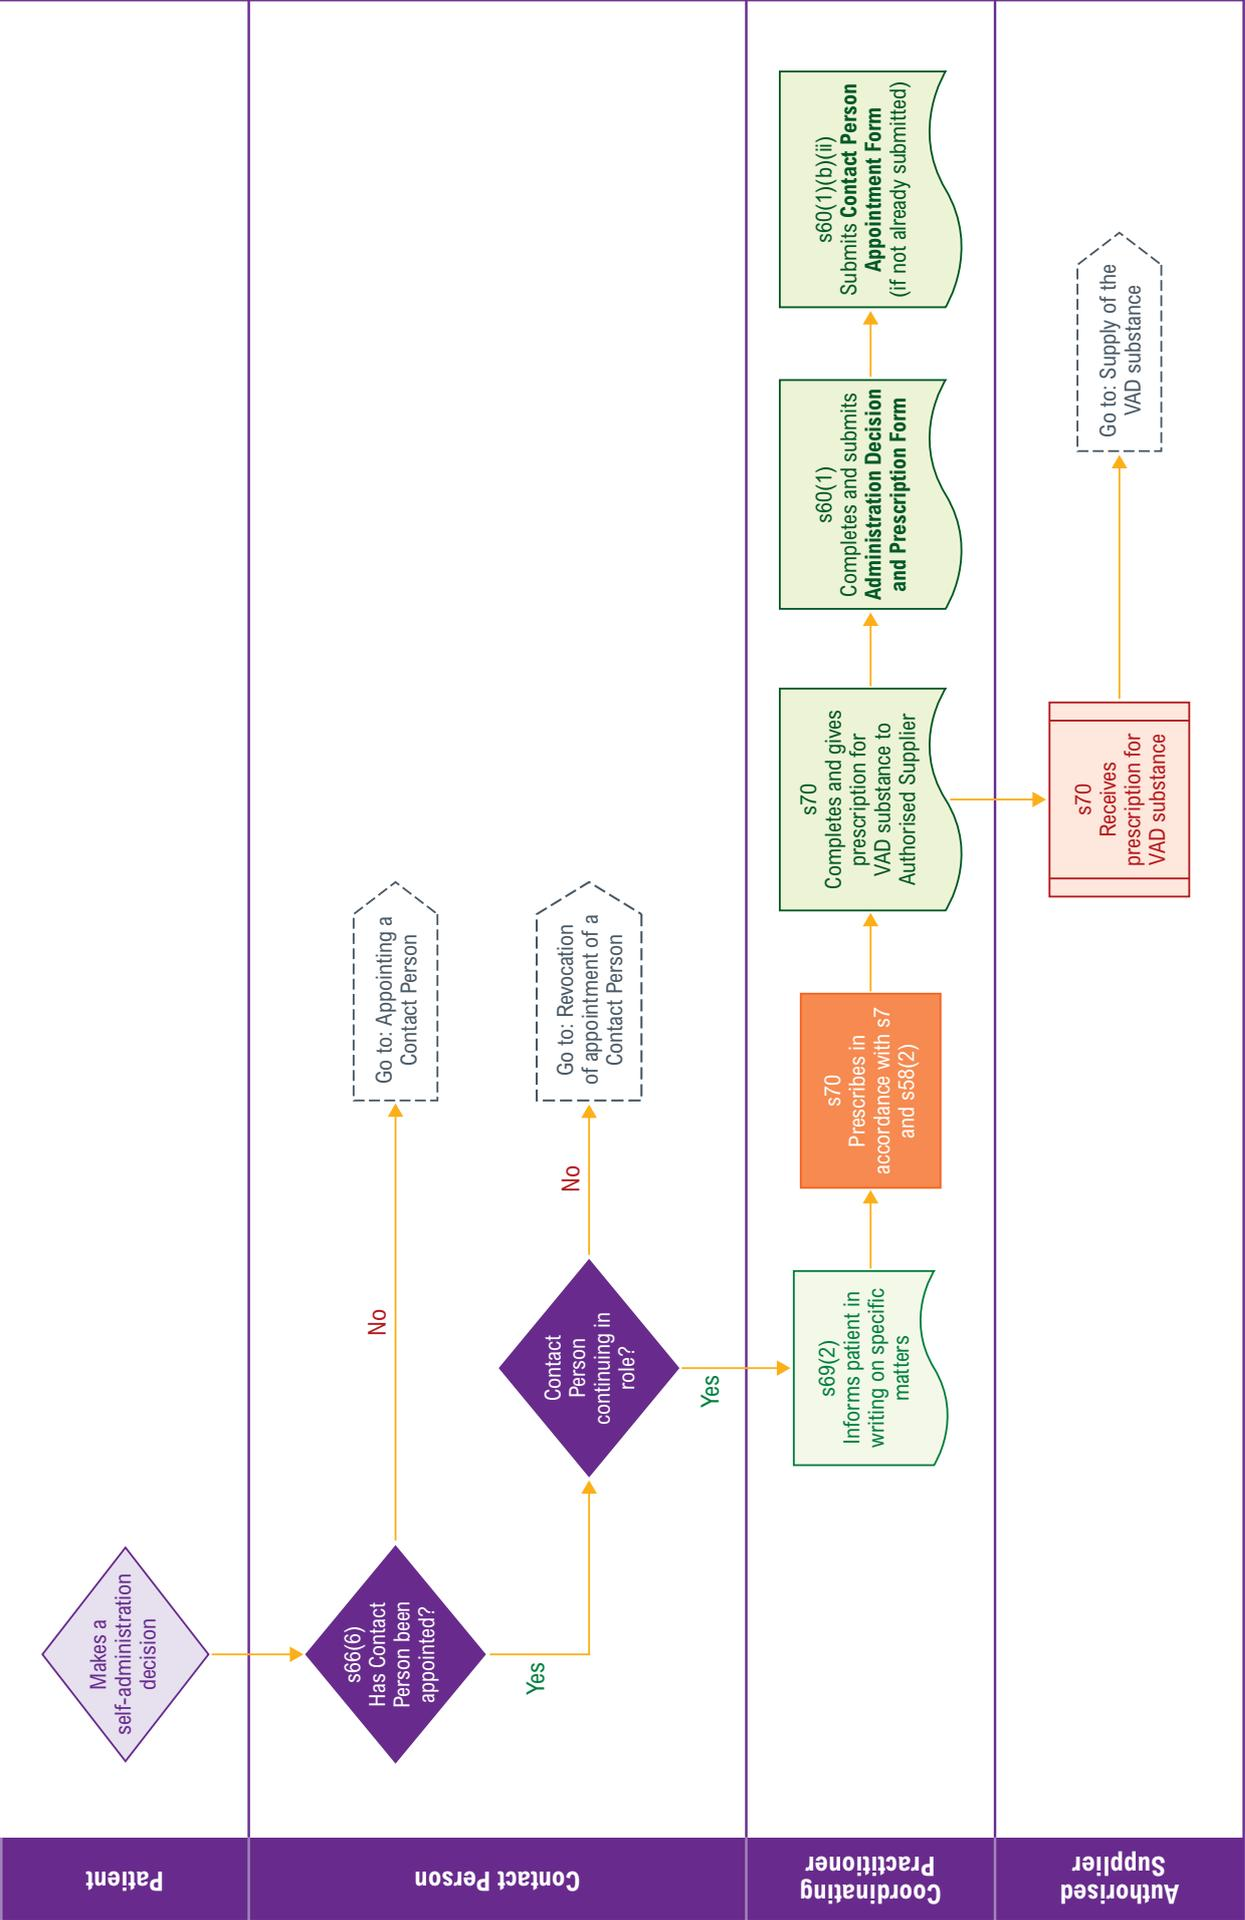 Patient
Makes a
self-administration
decision
Contact Person
s66(6)
Has Contact
Person been
appointed?
No
Go to: Appointing a
Contact Person
Yes
Contact
Person
continuing in
role?
No
Go to: Revocation
of appointment of a
Contact Person
Yes
Coordinating
Practitioner
s69(2)
Informs patient in
writing on specific
matters
s70
Prescribes in
accordance with s7
and s58(2)
s70
Completes and gives
prescription for
VAD substance to
Authorised Supplier
s60(1)
Completes and submits
Administration Decision
and Prescription Form
s60(1)(b)(ii)
Submits Contact Person
Appointment Form
(if not already submitted)
Authorised
Supplier
s70
Receives
prescription for
VAD substance
Go to: Supply of the
VAD substance